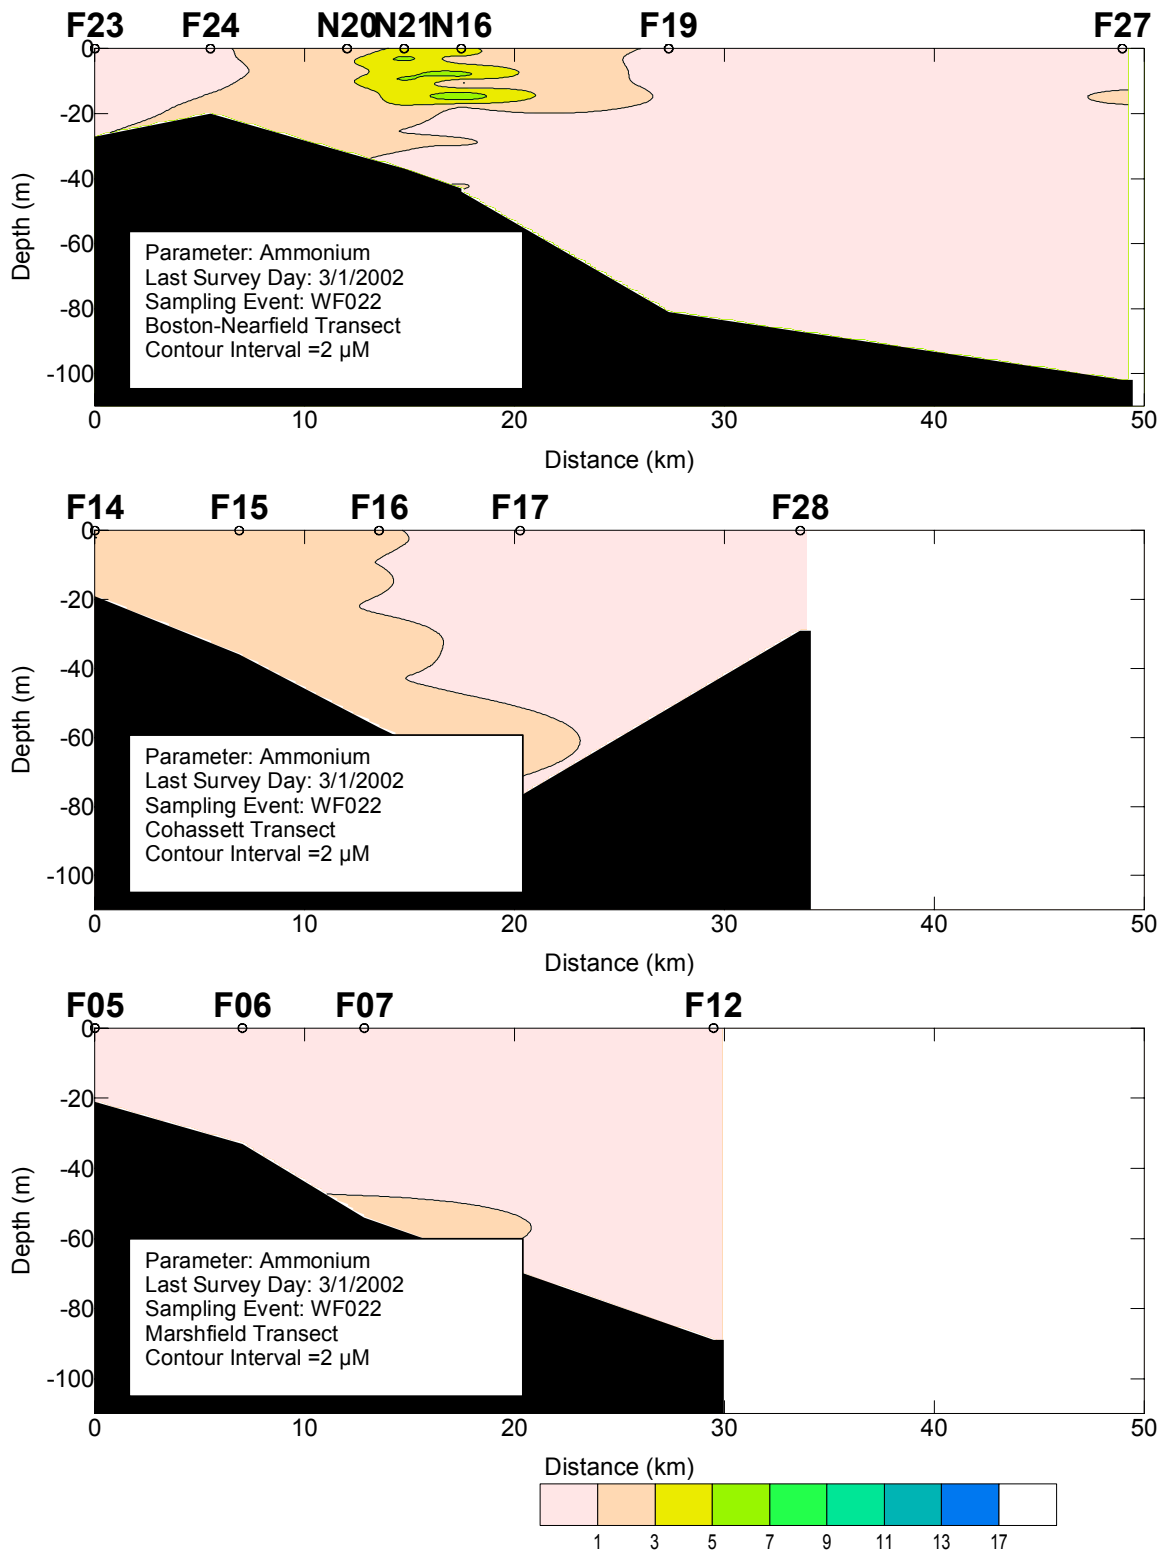 F23 F24 N20 N21 N16 F19 F27
0
-20
-40
-60
-80
-100
Depth (m)
Parameter: Ammonium
Last Survey Day: 3/1/2002
Sampling Event: WF022
Boston-Nearfield Transect
Contour Interval =2 µM
0 10 20 30 40 50
Distance (km)
F14 F15 F16 F17 F28
0
-20
-40
-60
-80
-100
Depth (m)
Parameter: Ammonium
Last Survey Day: 3/1/2002
Sampling Event: WF022
Cohassett Transect
Contour Interval =2 µM
0 10 20 30 40 50
Distance (km)
F05 F06 F07 F12
0
-20
-40
-60
-80
-100
Depth (m)
Parameter: Ammonium
Last Survey Day: 3/1/2002
Sampling Event: WF022
Marshfield Transect
Contour Interval =2 µM
0 10 20 30 40 50
Distance (km)
1 3 5 7 9 11 13 17